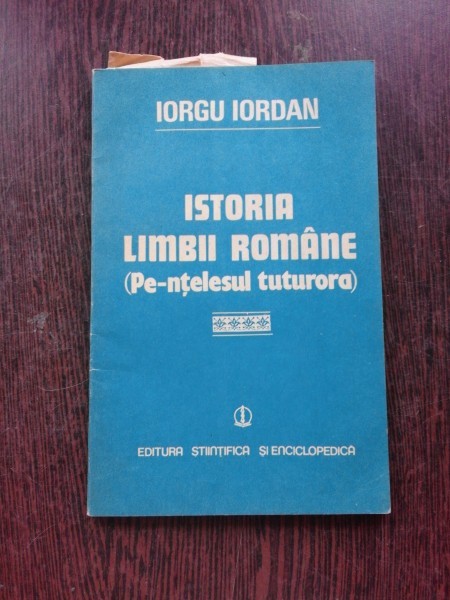 IORGU IORDAN
ISTORIA
LIMBII ROMÂNE
(Pe-nțelesul tuturora)
EDITURA ȘTIINȚIFICĂ ȘI ENCICLOPEDICĂ